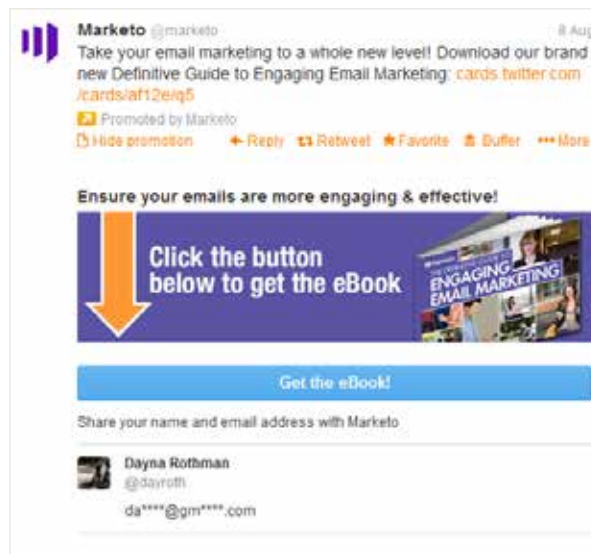 Marketo @marketo 8 Aug
Take your email marketing to a whole new level! Download our brand
new Definitive Guide to Engaging Email Marketing: cards.twitter.com
/cards/af12e/q5
Promoted by Marketo
Hide promotion Reply Retweet Favorite Buffer More
Ensure your emails are more engaging & effective!
Click the button
below to get the eBook
ENGAGING
EMAIL MARKETING
Get the eBook!
Share your name and email address with Marketo
Dayna Rothman
@dayroth
da****@gm****.com